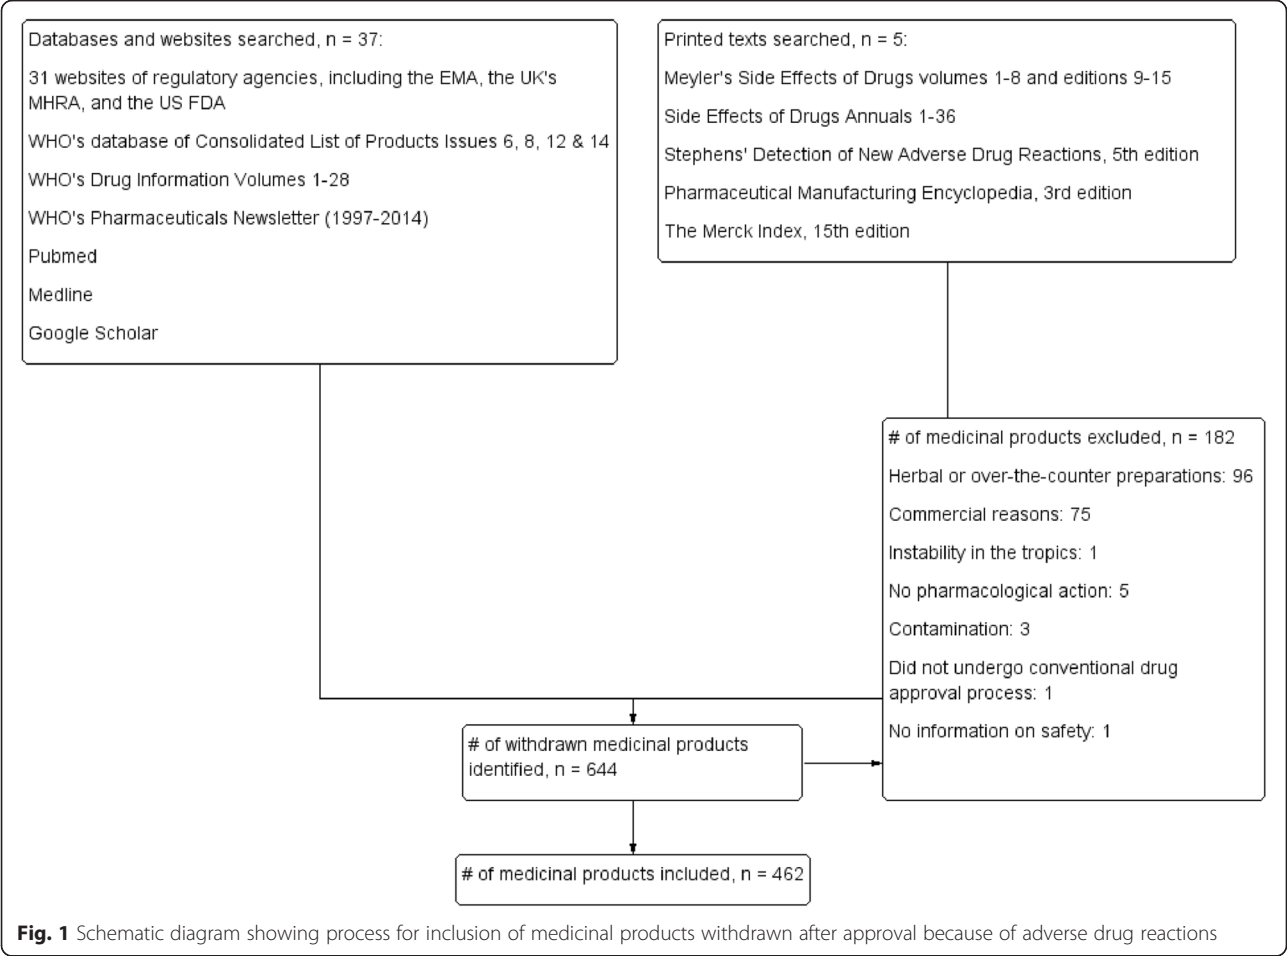 Databases and websites searched, n = 37:
31 websites of regulatory agencies, including the EMA, the UK's
MHRA, and the US FDA
WHO's database of Consolidated List of Products Issues 6, 8, 12 & 14
WHO's Drug Information Volumes 1-28
WHO's Pharmaceuticals Newsletter (1997-2014)
Pubmed
Medline
Google Scholar
Printed texts searched, n = 5:
Meyler's Side Effects of Drugs volumes 1-8 and editions 9-15
Side Effects of Drugs Annuals 1-36
Stephens' Detection of New Adverse Drug Reactions, 5th edition
Pharmaceutical Manufacturing Encyclopedia, 3rd edition
The Merck Index, 15th edition
# of medicinal products excluded, n = 182
Herbal or over-the-counter preparations: 96
Commercial reasons: 75
Instability in the tropics: 1
No pharmacological action: 5
Contamination: 3
Did not undergo conventional drug
approval process: 1
No information on safety: 1
# of withdrawn medicinal products
identified, n = 644
# of medicinal products included, n = 462
Fig. 1 Schematic diagram showing process for inclusion of medicinal products withdrawn after approval because of adverse drug reactions